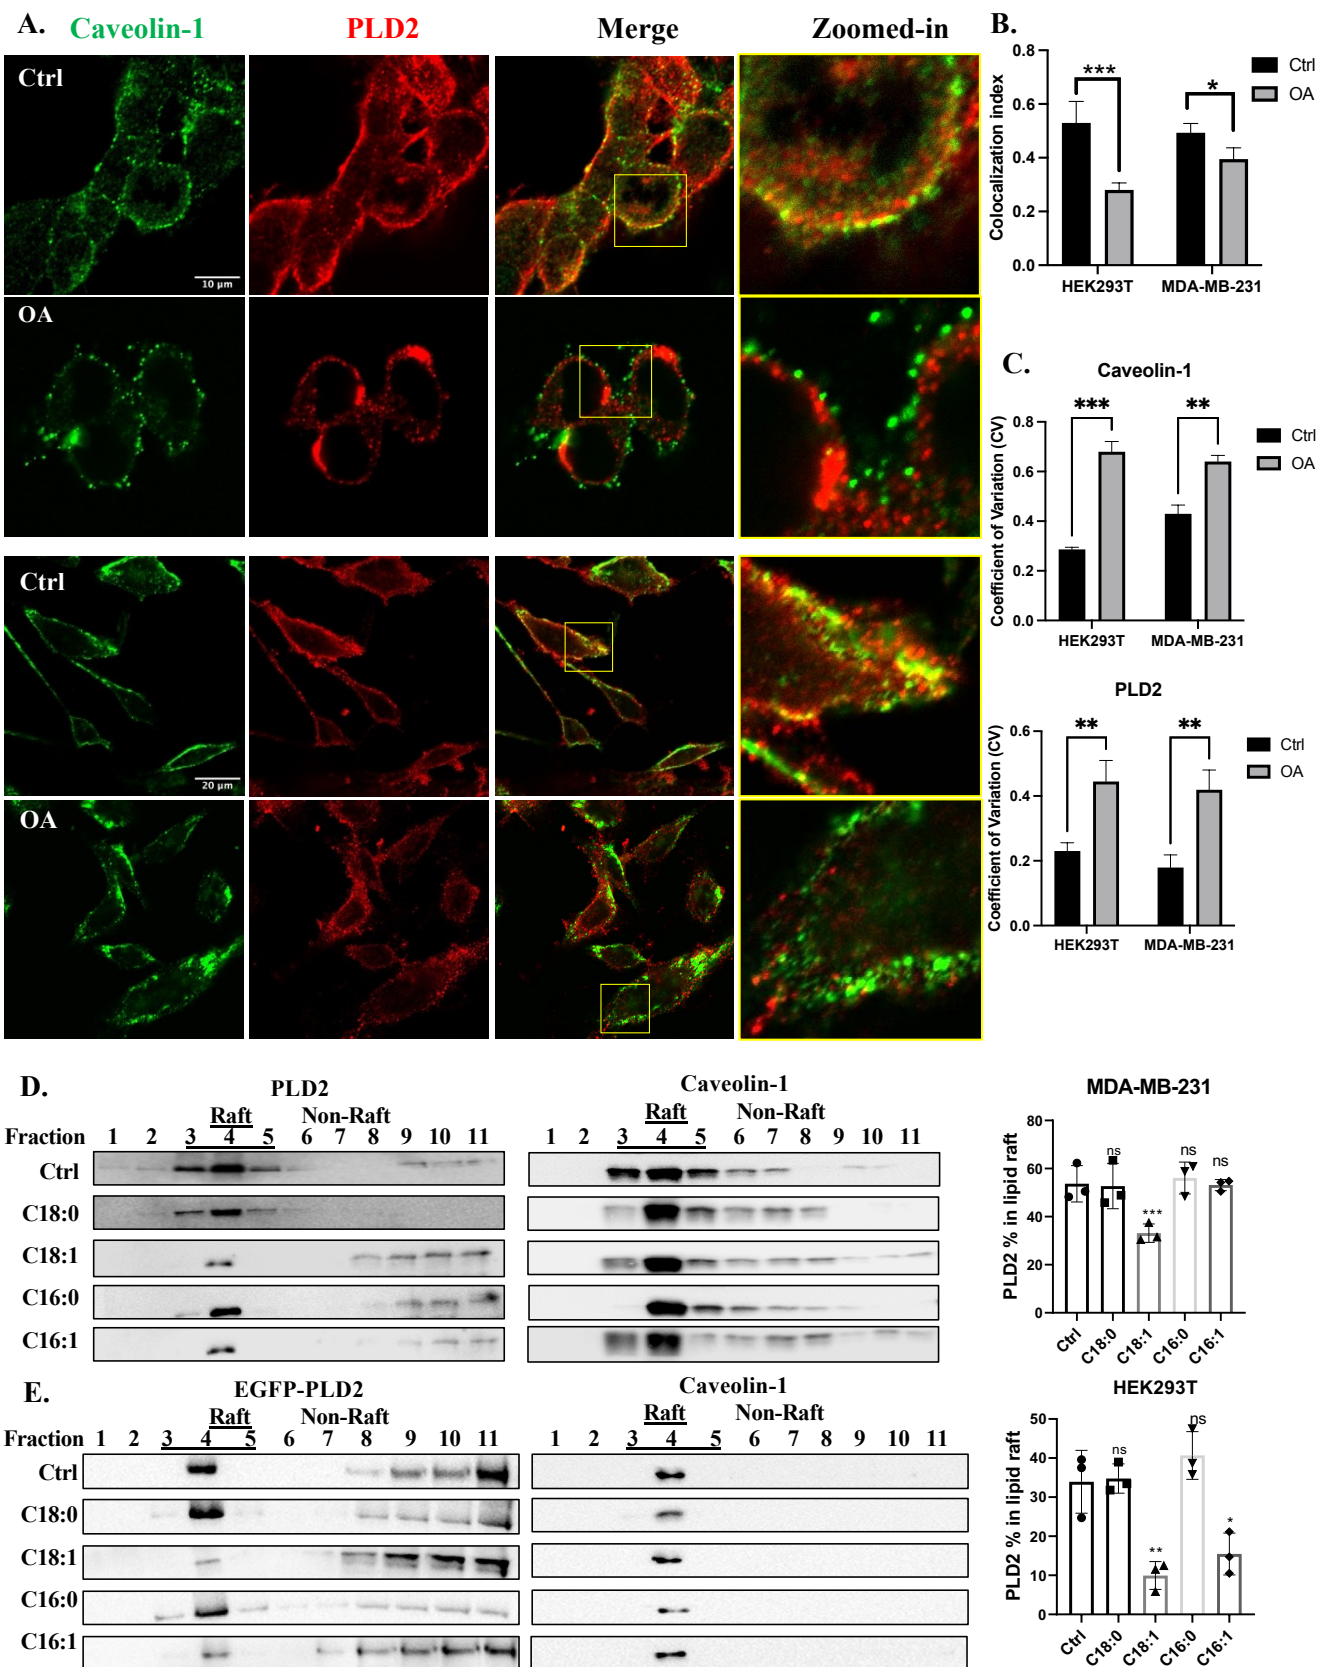 A. Caveolin-1 PLD2 Merge Zoomed-in
Ctrl
10 µm
OA
Ctrl
20 µm
OA
B.
Colocalization index
0.8
0.6
0.4
0.2
0.0
*** *
Ctrl
OA
HEK293T MDA-MB-231
C.
Caveolin-1
Coefficient of Variation (CV)
0.8
0.6
0.4
0.2
0.0
*** **
Ctrl
OA
HEK293T MDA-MB-231
PLD2
Coefficient of Variation (CV)
0.6
0.4
0.2
0.0
** **
Ctrl
OA
HEK293T MDA-MB-231
D.
PLD2
Raft Non-Raft
Fraction 1 2 3 4 5 6 7 8 9 10 11
Ctrl
C18:0
C18:1
C16:0
C16:1
Caveolin-1
Raft Non-Raft
1 2 3 4 5 6 7 8 9 10 11
MDA-MB-231
PLD2 % in lipid raft
80
60
40
20
0
ns *** ns ns
Ctrl C18:0 C18:1 C16:0 C16:1
E.
EGFP-PLD2
Raft Non-Raft
Fraction 1 2 3 4 5 6 7 8 9 10 11
Ctrl
C18:0
C18:1
C16:0
C16:1
Caveolin-1
Raft Non-Raft
1 2 3 4 5 6 7 8 9 10 11
HEK293T
PLD2 % in lipid raft
50
40
30
20
10
0
ns ** ns *
Ctrl C18:0 C18:1 C16:0 C16:1